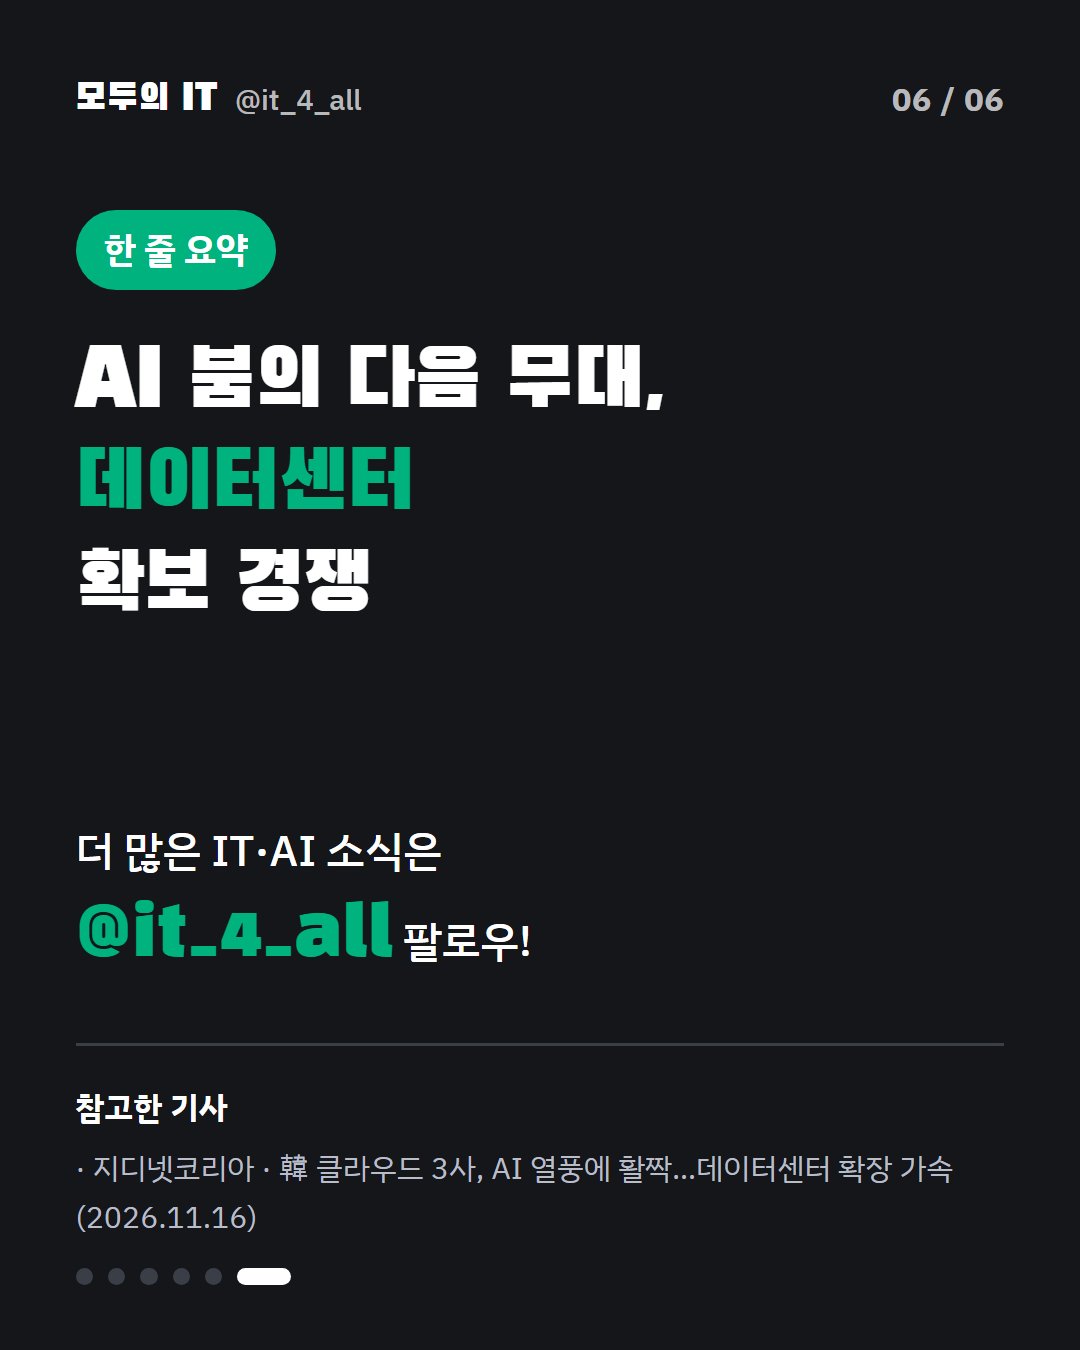 모두의 IT @it_4_all
06 / 06
한 줄 요약
AI 붐의 다음 무대,
데이터센터
확보 경쟁
더 많은 IT·AI 소식은
@it_4_all 팔로우!
참고한 기사
· 지디넷코리아 · 韓 클라우드 3사, AI 열풍에 활짝…데이터센터 확장 가속
(2026.11.16)